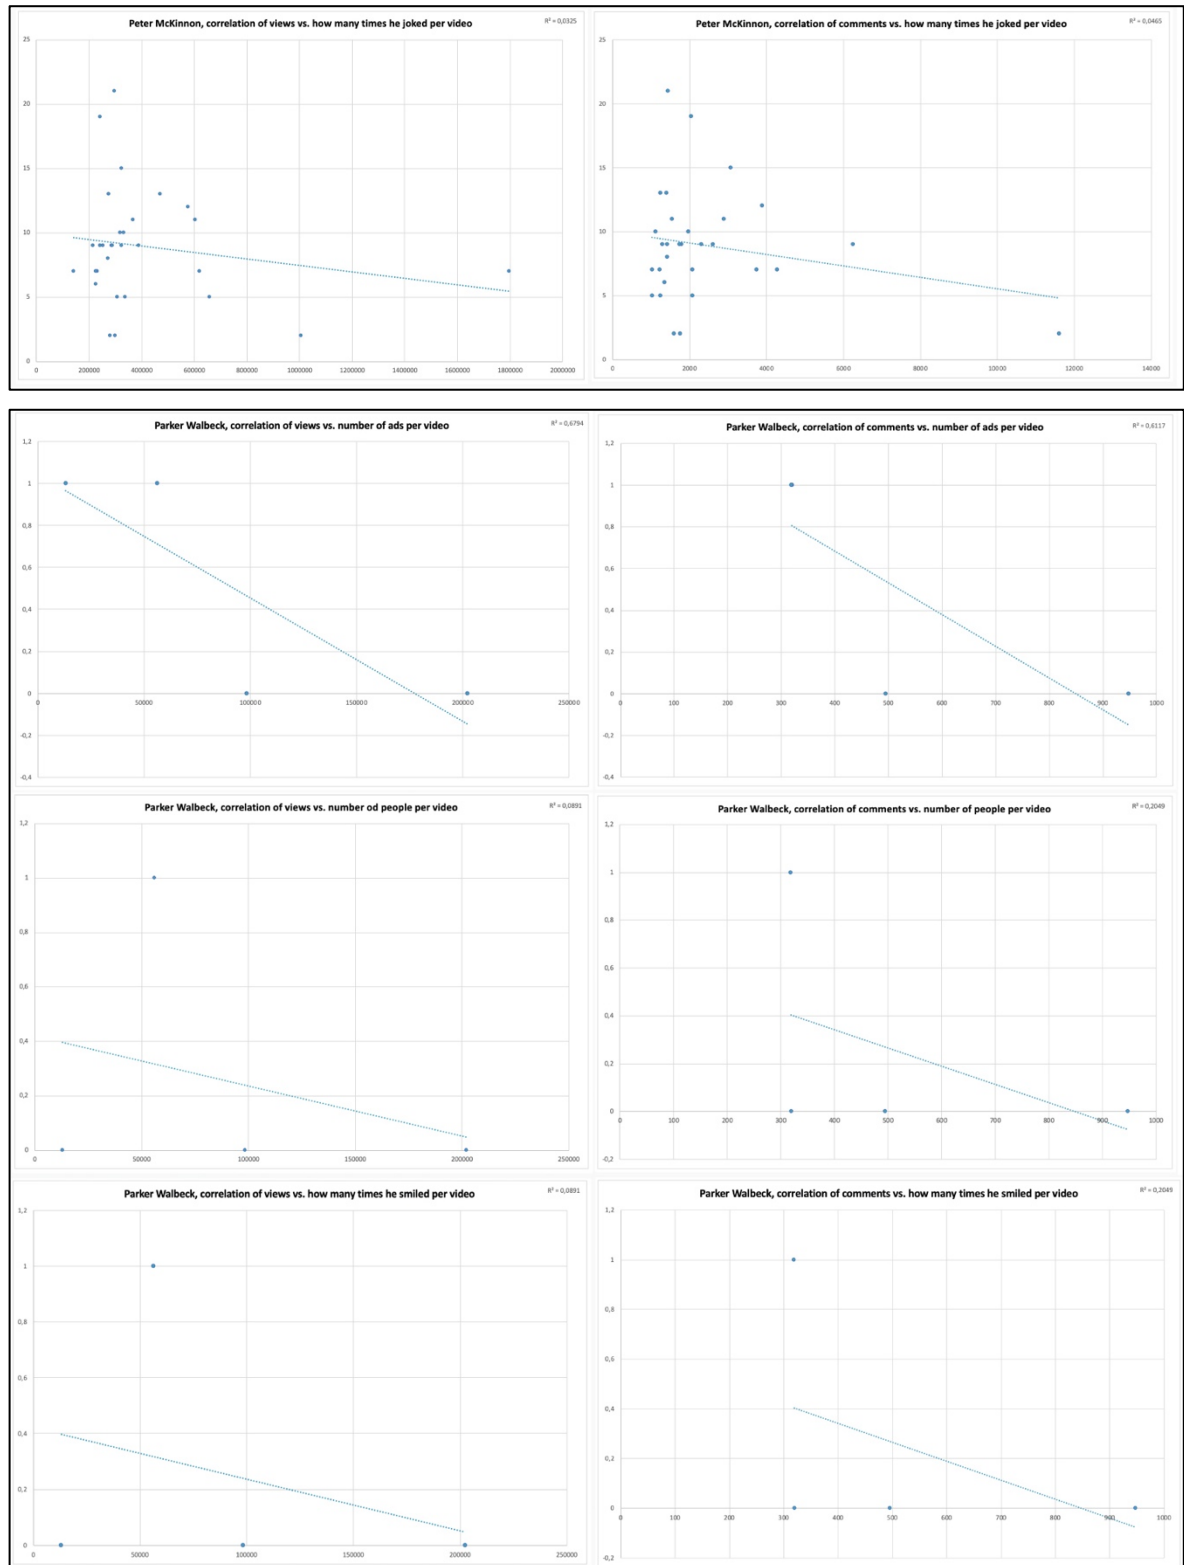 Peter McKinnon, correlation of views vs. how many times he joked per video
R² = 0,0325
25
20
15
10
5
0
0 200000 400000 600000 800000 1000000 1200000 1400000 1600000 1800000 2000000
Peter McKinnon, correlation of comments vs. how many times he joked per video
R² = 0,0465
25
20
15
10
5
0
0 2000 4000 6000 8000 10000 12000 14000
Parker Walbeck, correlation of views vs. number of ads per video
R² = 0,6794
1,2
1
0,8
0,6
0,4
0,2
0
-0,2
-0,4
0 50000 100000 150000 200000 250000
Parker Walbeck, correlation of comments vs. number of ads per video
R² = 0,6117
1,2
1
0,8
0,6
0,4
0,2
0
-0,2
-0,4
0 100 200 300 400 500 600 700 800 900 1000
Parker Walbeck, correlation of views vs. number od people per video
R² = 0,0891
1,2
1
0,8
0,6
0,4
0,2
0
0 50000 100000 150000 200000 250000
Parker Walbeck, correlation of comments vs. number of people per video
R² = 0,2049
1,2
1
0,8
0,6
0,4
0,2
0
-0,2
0 100 200 300 400 500 600 700 800 900 1000
Parker Walbeck, correlation of views vs. how many times he smiled per video
R² = 0,0891
1,2
1
0,8
0,6
0,4
0,2
0
0 50000 100000 150000 200000 250000
Parker Walbeck, correlation of comments vs. how many times he smiled per video
R² = 0,2049
1,2
1
0,8
0,6
0,4
0,2
0
-0,2
0 100 200 300 400 500 600 700 800 900 1000